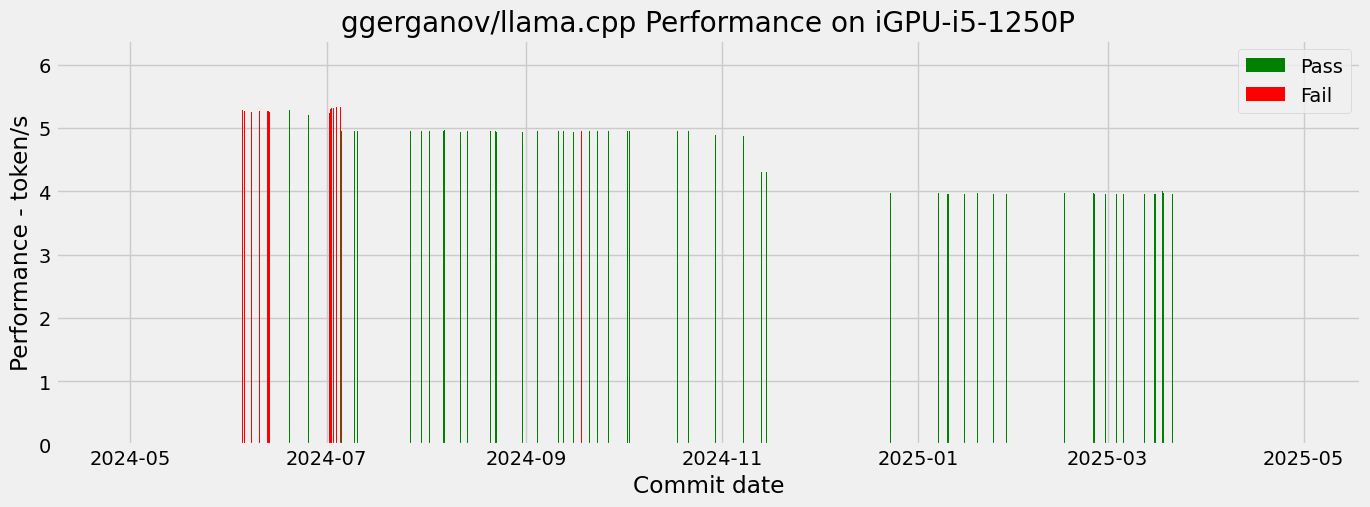 ggerganov/llama.cpp Performance on iGPU-i5-1250P
Pass
Fail
Performance - token/s
6
5
4
3
2
1
0
2024-05
2024-07
2024-09
2024-11
2025-01
2025-03
2025-05
Commit date